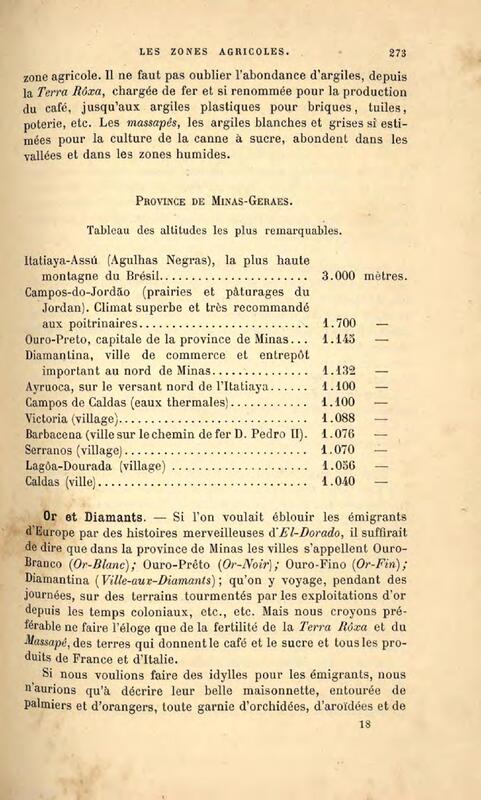 LES ZONES AGRICOLES. 273
zone agricole. Il ne faut pas oublier l'abondance d'argiles, depuis
la Terra Rôxa, chargée de fer et si renommée pour la production
du café, jusqu'aux argiles plastiques pour briques, tuiles,
poterie, etc. Les massapés, les argiles blanches et grises si esti-
mées pour la culture de la canne à sucre, abondent dans les
vallées et dans les zones humides.
PROVINCE DE MINAS-GERAES.
Tableau des altitudes les plus remarquables.
Itatiaya-Assú (Agulhas Negras), la plus haute
montagne du Brésil........................ 3.000 mètres.
Campos-do-Jordão (prairies et pâturages du
Jordan). Climat superbe et très recommandé
aux poitrinaires........................... 1.700 —
Ouro-Preto, capitale de la province de Minas... 1.145 —
Diamantina, ville de commerce et entrepôt
important au nord de Minas................ 1.132 —
Ayruoca, sur le versant nord de l'Itatiaya...... 1.100 —
Campos de Caldas (eaux thermales)............ 1.100 —
Victoria (village).............................. 1.088 —
Barbacena (ville sur le chemin de fer D. Pedro II). 1.076 —
Serranos (village)............................. 1.070 —
Lagôa-Dourada (village) ...................... 1.056 —
Caldas (ville).................................. 1.040 —
Or et Diamants. — Si l'on voulait éblouir les émigrants
d'Europe par des histoires merveilleuses d'El-Dorado, il suffirait
de dire que dans la province de Minas les villes s'appellent Ouro-
Branco (Or-Blanc); Ouro-Prêto (Or-Noir); Ouro-Fino (Or-Fin);
Diamantina (Ville-aux-Diamants); qu'on y voyage, pendant des
journées, sur des terrains tourmentés par les exploitations d'or
depuis les temps coloniaux, etc., etc. Mais nous croyons pré-
férable ne faire l'éloge que de la fertilité de la Terra Rôxa et du
Massapé, des terres qui donnent le café et le sucre et tous les pro-
duits de France et d'Italie.
Si nous voulions faire des idylles pour les émigrants, nous
n'aurions qu'à décrire leur belle maisonnette, entourée de
palmiers et d'orangers, toute garnie d'orchidées, d'aroïdées et de
18